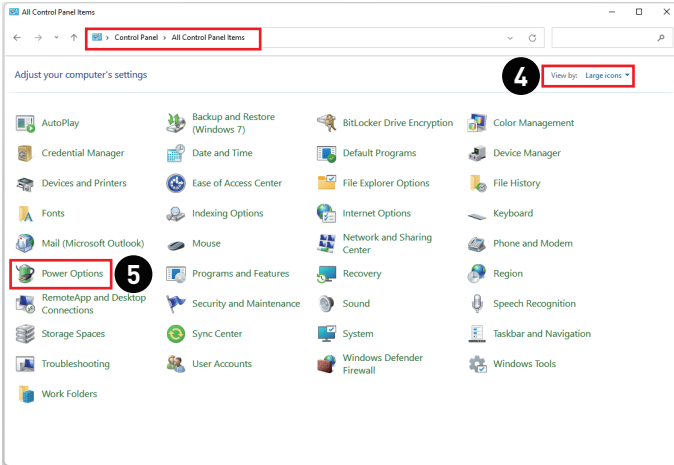 All Control Panel Items
Control Panel > All Control Panel Items
Adjust your computer's settings
4
View by: Large icons
AutoPlay
Backup and Restore
(Windows 7)
BitLocker Drive Encryption
Color Management
Credential Manager
Date and Time
Default Programs
Device Manager
Devices and Printers
Ease of Access Center
File Explorer Options
File History
Fonts
Indexing Options
Internet Options
Keyboard
Mail (Microsoft Outlook)
Mouse
Network and Sharing
Center
Phone and Modem
Power Options
5
Programs and Features
Recovery
Region
RemoteApp and Desktop
Connections
Security and Maintenance
Sound
Speech Recognition
Storage Spaces
Sync Center
System
Taskbar and Navigation
Troubleshooting
User Accounts
Windows Defender
Firewall
Windows Tools
Work Folders